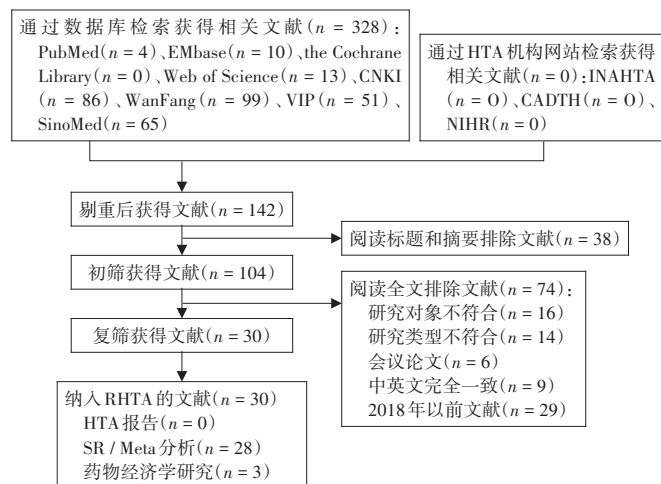 通过数据库检索获得相关文献(n = 328)：
PubMed(n = 4)、EMbase(n = 10)、the Cochrane
Library(n = 0)、Web of Science(n = 13)、CNKI
(n = 86)、WanFang(n = 99)、VIP(n = 51)、
SinoMed(n = 65)
通过HTA机构网站检索获得
相关文献(n = 0)：INAHTA
(n = O)、CADTH(n = O)、
NIHR(n = 0)
剔重后获得文献(n = 142)
阅读标题和摘要排除文献(n = 38)
初筛获得文献(n = 104)
阅读全文排除文献(n = 74)：
研究对象不符合(n = 16)
研究类型不符合(n = 14)
会议论文(n = 6)
中英文完全一致(n = 9)
2018年以前文献(n = 29)
复筛获得文献(n = 30)
纳入RHTA的文献(n = 30)
HTA报告(n = 0)
SR / Meta分析(n = 28)
药物经济学研究(n = 3)